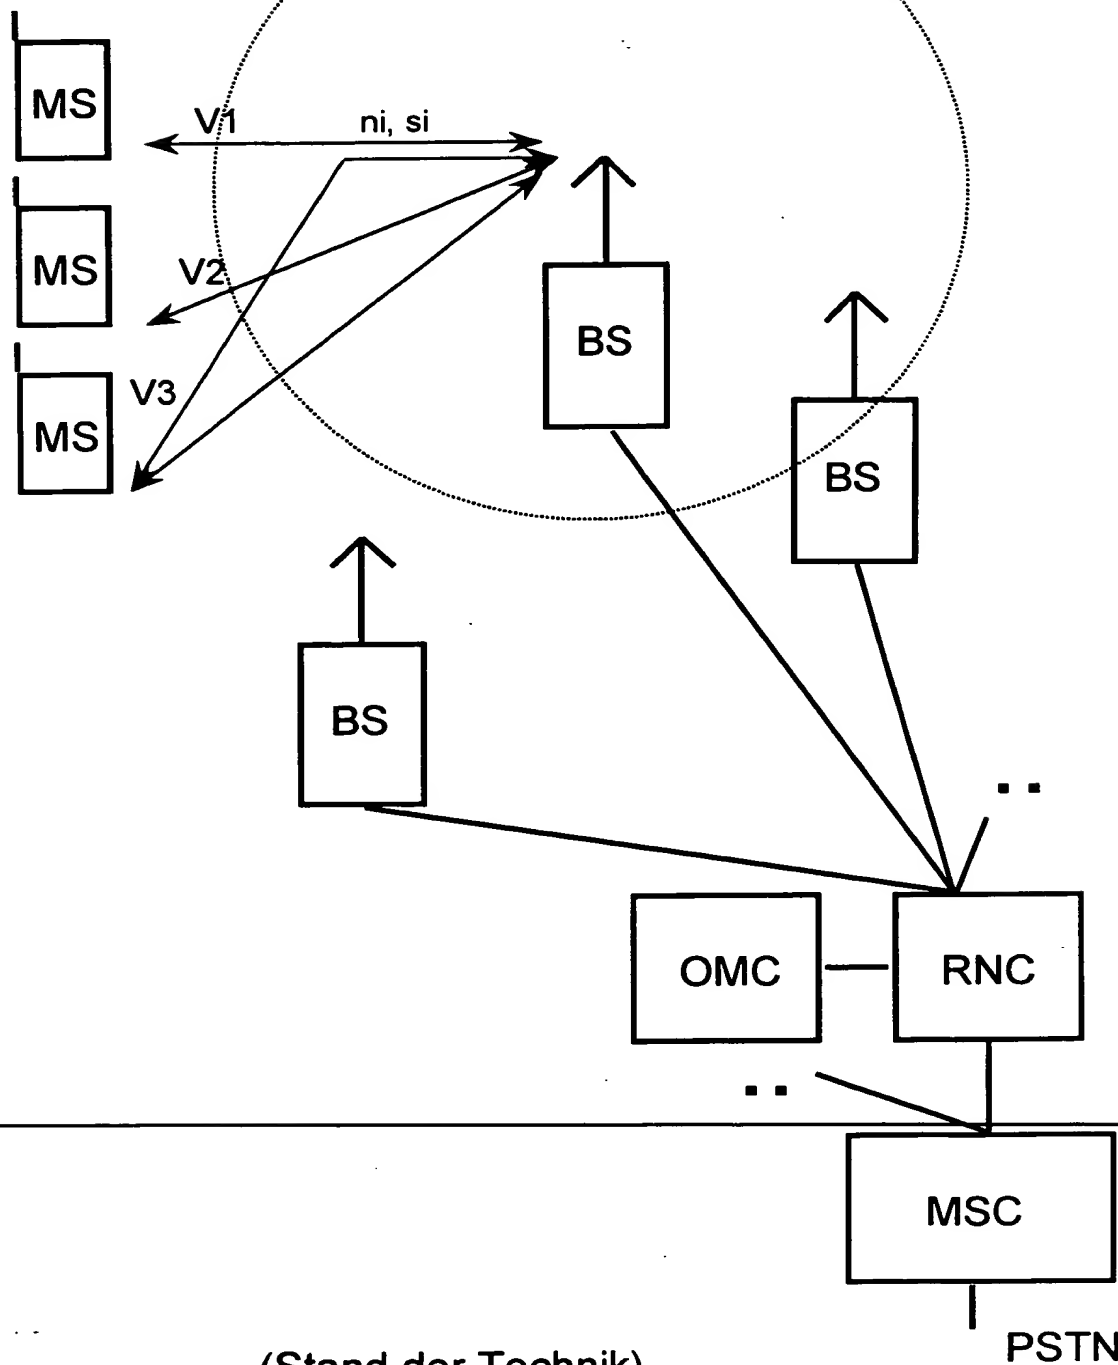 MS
V1
ni, si
MS
V2
BS
MS
V3
BS
BS
OMC
RNC
MSC
PSTN
(Stand der Technik)